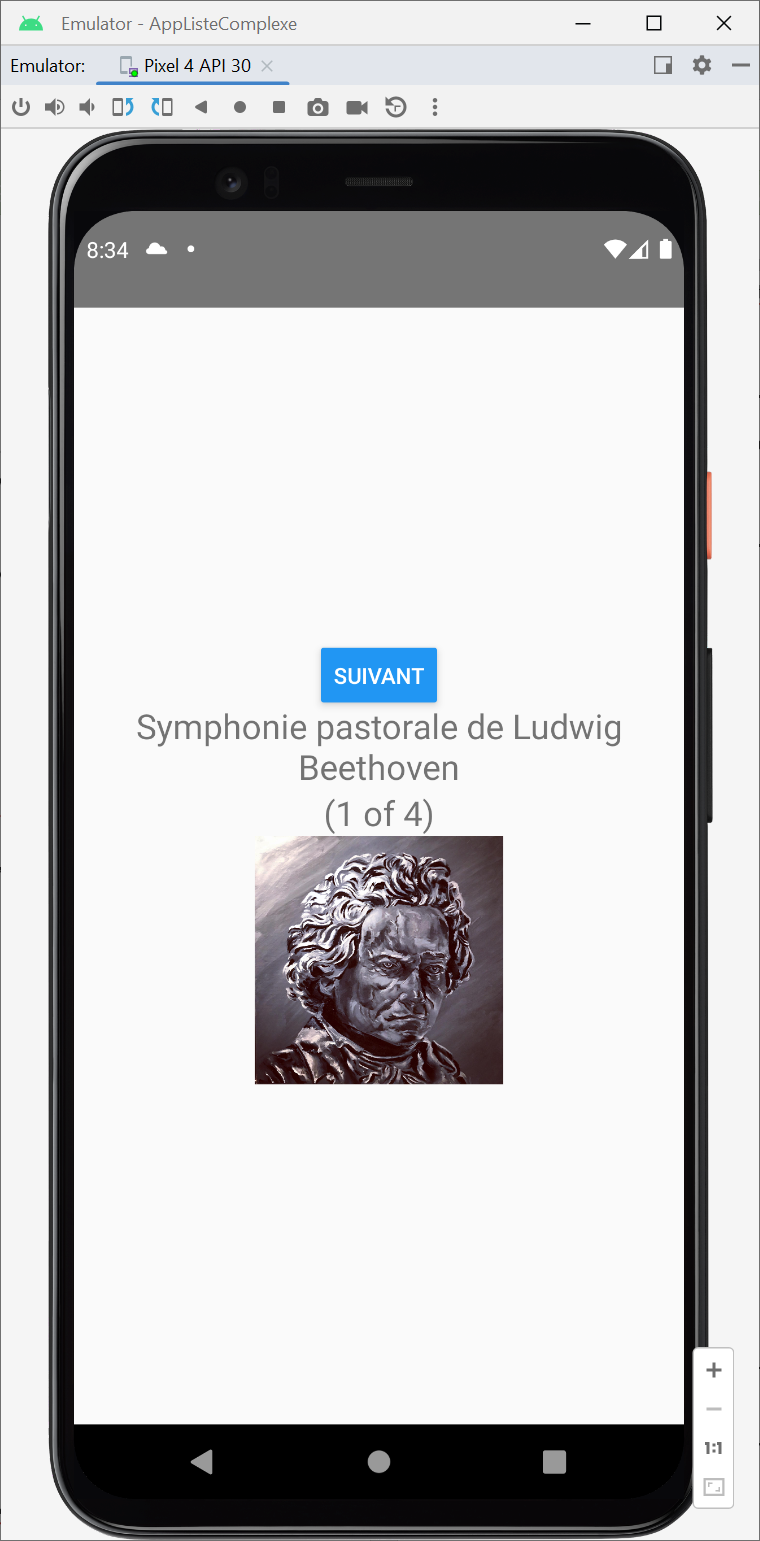 Emulator - AppListeComplexe
Emulator: Pixel 4 API 30
8:34
SUIVANT
Symphonie pastorale de Ludwig
Beethoven
(1 of 4)
1:1